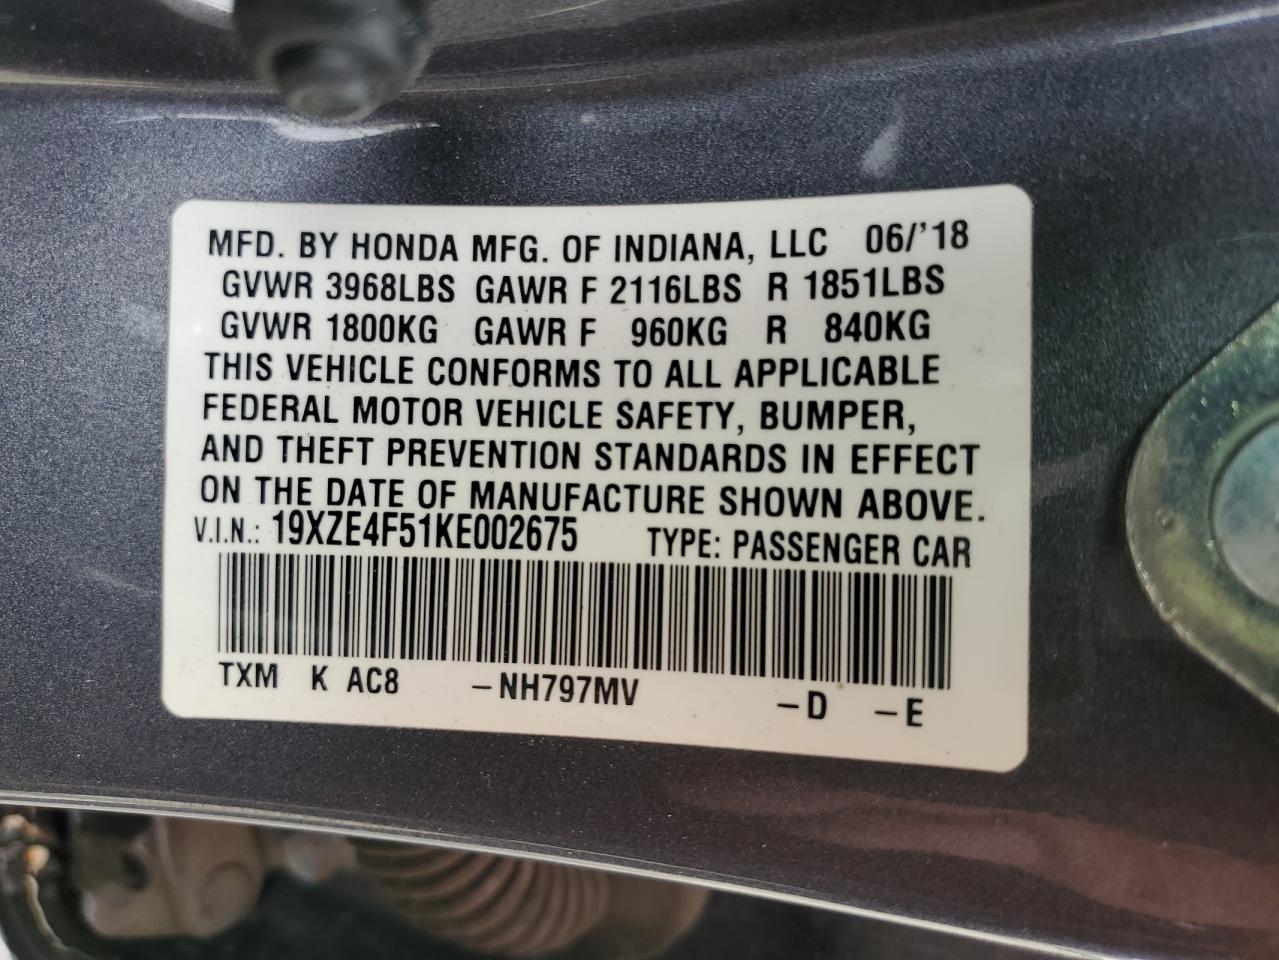 MFD. BY HONDA MFG. OF INDIANA, LLC 06/'18
GVWR 3968LBS GAWR F 2116LBS R 1851LBS
GVWR 1800KG GAWR F 960KG R 840KG
THIS VEHICLE CONFORMS TO ALL APPLICABLE
FEDERAL MOTOR VEHICLE SAFETY, BUMPER,
AND THEFT PREVENTION STANDARDS IN EFFECT
ON THE DATE OF MANUFACTURE SHOWN ABOVE.
V.I.N.: 19XZE4F51KE002675 TYPE: PASSENGER CAR
TXM K AC8 –NH797MV –D –E